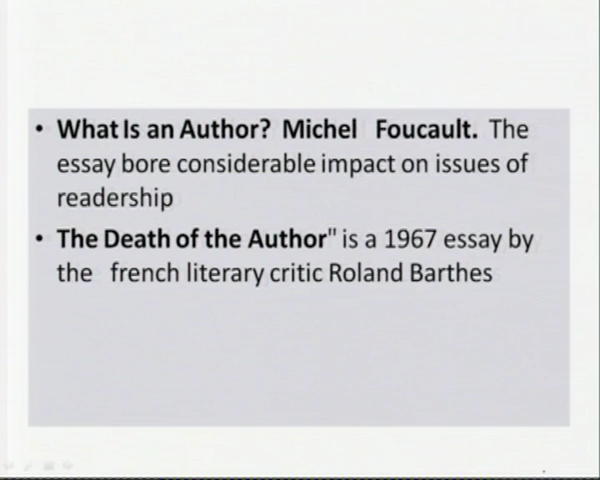 • What Is an Author? Michel Foucault. The
essay bore considerable impact on issues of
readership
• The Death of the Author" is a 1967 essay by
the french literary critic Roland Barthes